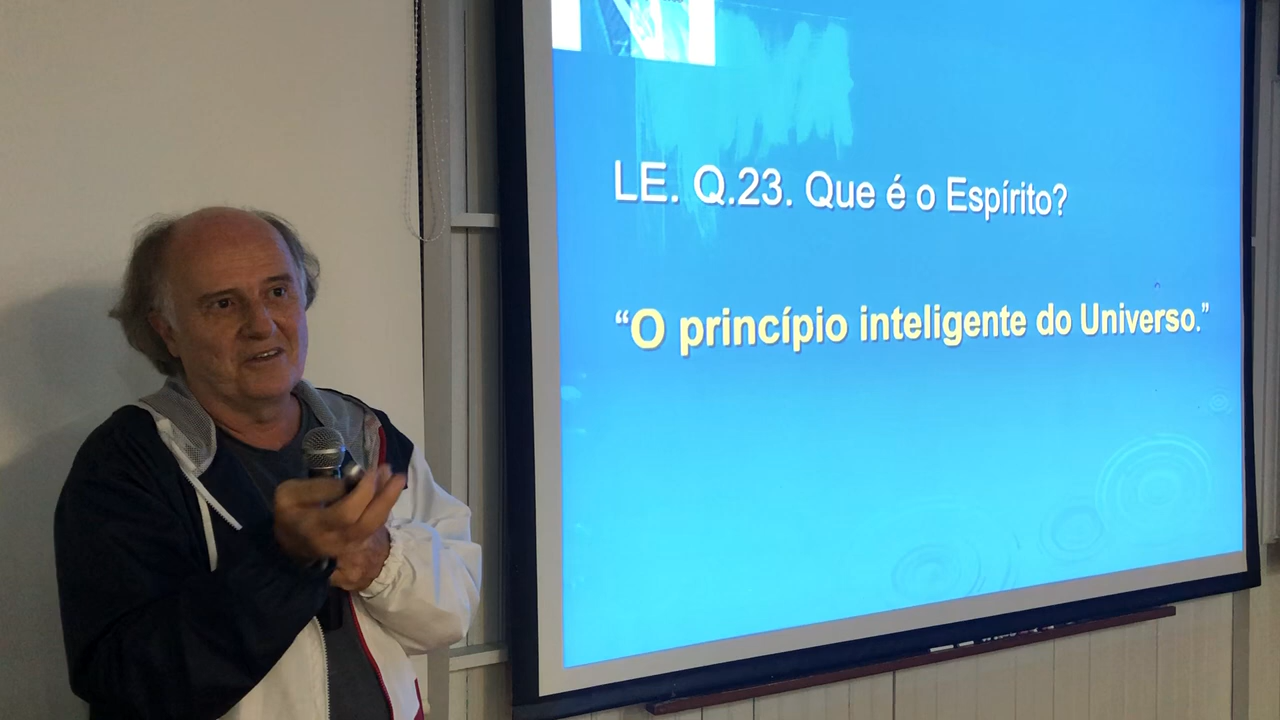 LE. Q.23. Que é o Espírito?
“O princípio inteligente do Universo.”